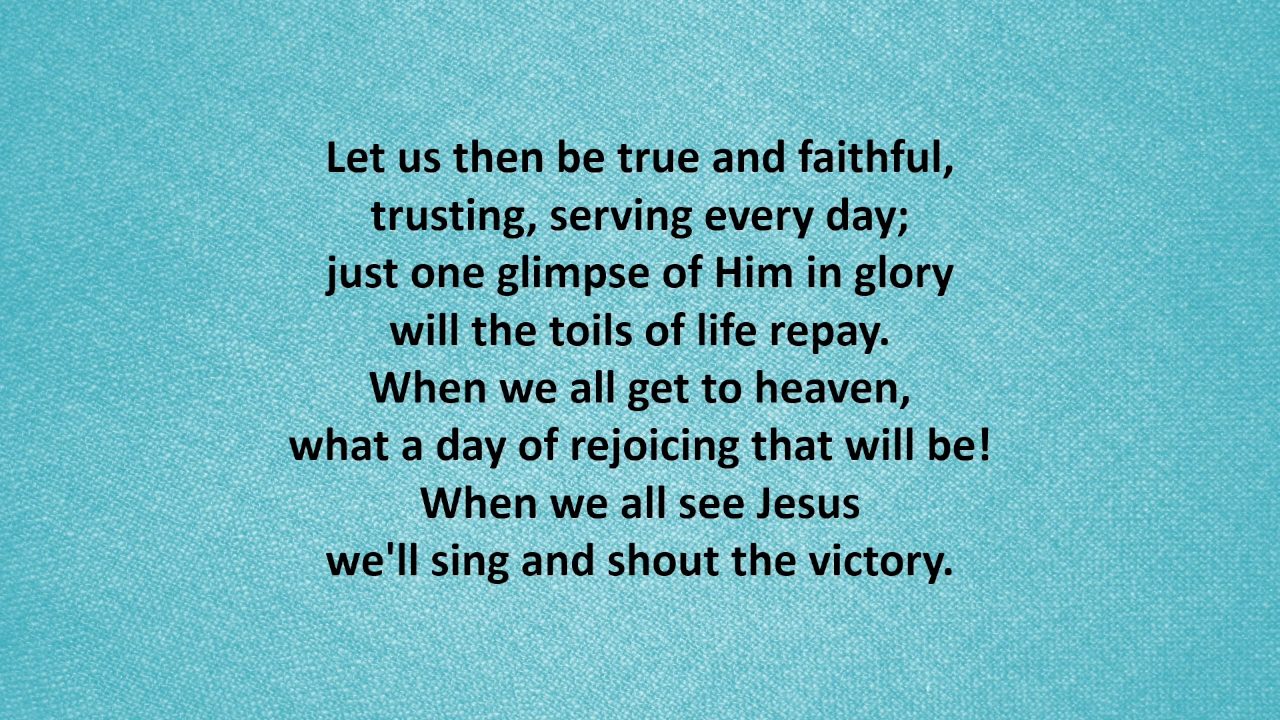 Let us then be true and faithful,
trusting, serving every day;
just one glimpse of Him in glory
will the toils of life repay.
When we all get to heaven,
what a day of rejoicing that will be!
When we all see Jesus
we'll sing and shout the victory.